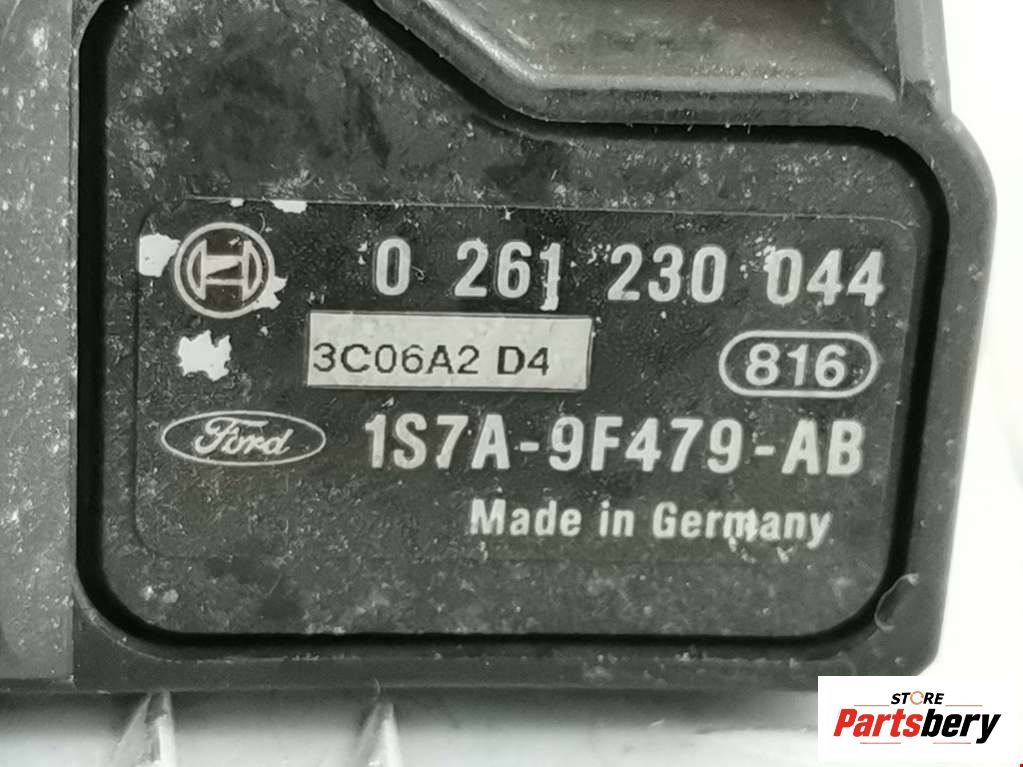 0 261 230 044
3C06A2 D4
816
Ford
1S7A-9F479-AB
Made in Germany
STORE
Partsbery